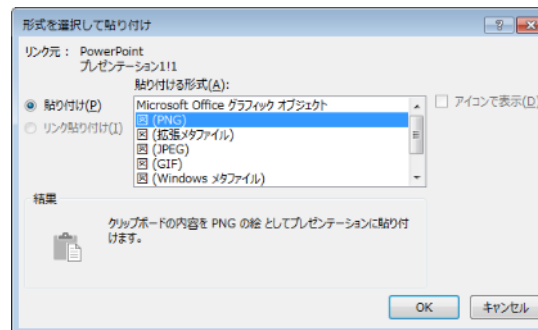 形式を選択して貼り付け
リンク元: PowerPoint
プレゼンテーション1!1
貼り付ける形式(A):
貼り付け(P)
リンク貼り付け(I)
Microsoft Office グラフィック オブジェクト
図 (PNG)
図 (拡張メタファイル)
図 (JPEG)
図 (GIF)
図 (Windows メタファイル)
アイコンで表示(D)
結果
クリップボードの内容を PNG の絵 としてプレゼンテーションに貼り付
けます。
OK
キャンセル